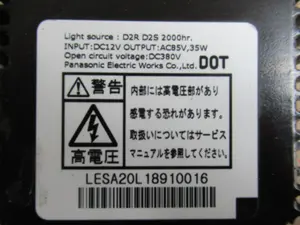 Light source : D2R D2S 2000hr.
INPUT:DC12V OUTPUT:AC85V,35W
Open circuit voltage:DC380V
Panasonic Electric Works Co.,Ltd. DOT
警告
高電圧
内部には高電圧部があり
感電する恐れがあります。
取扱いについてはサービス
マニュアルを参照してください。
LESA20L18910016